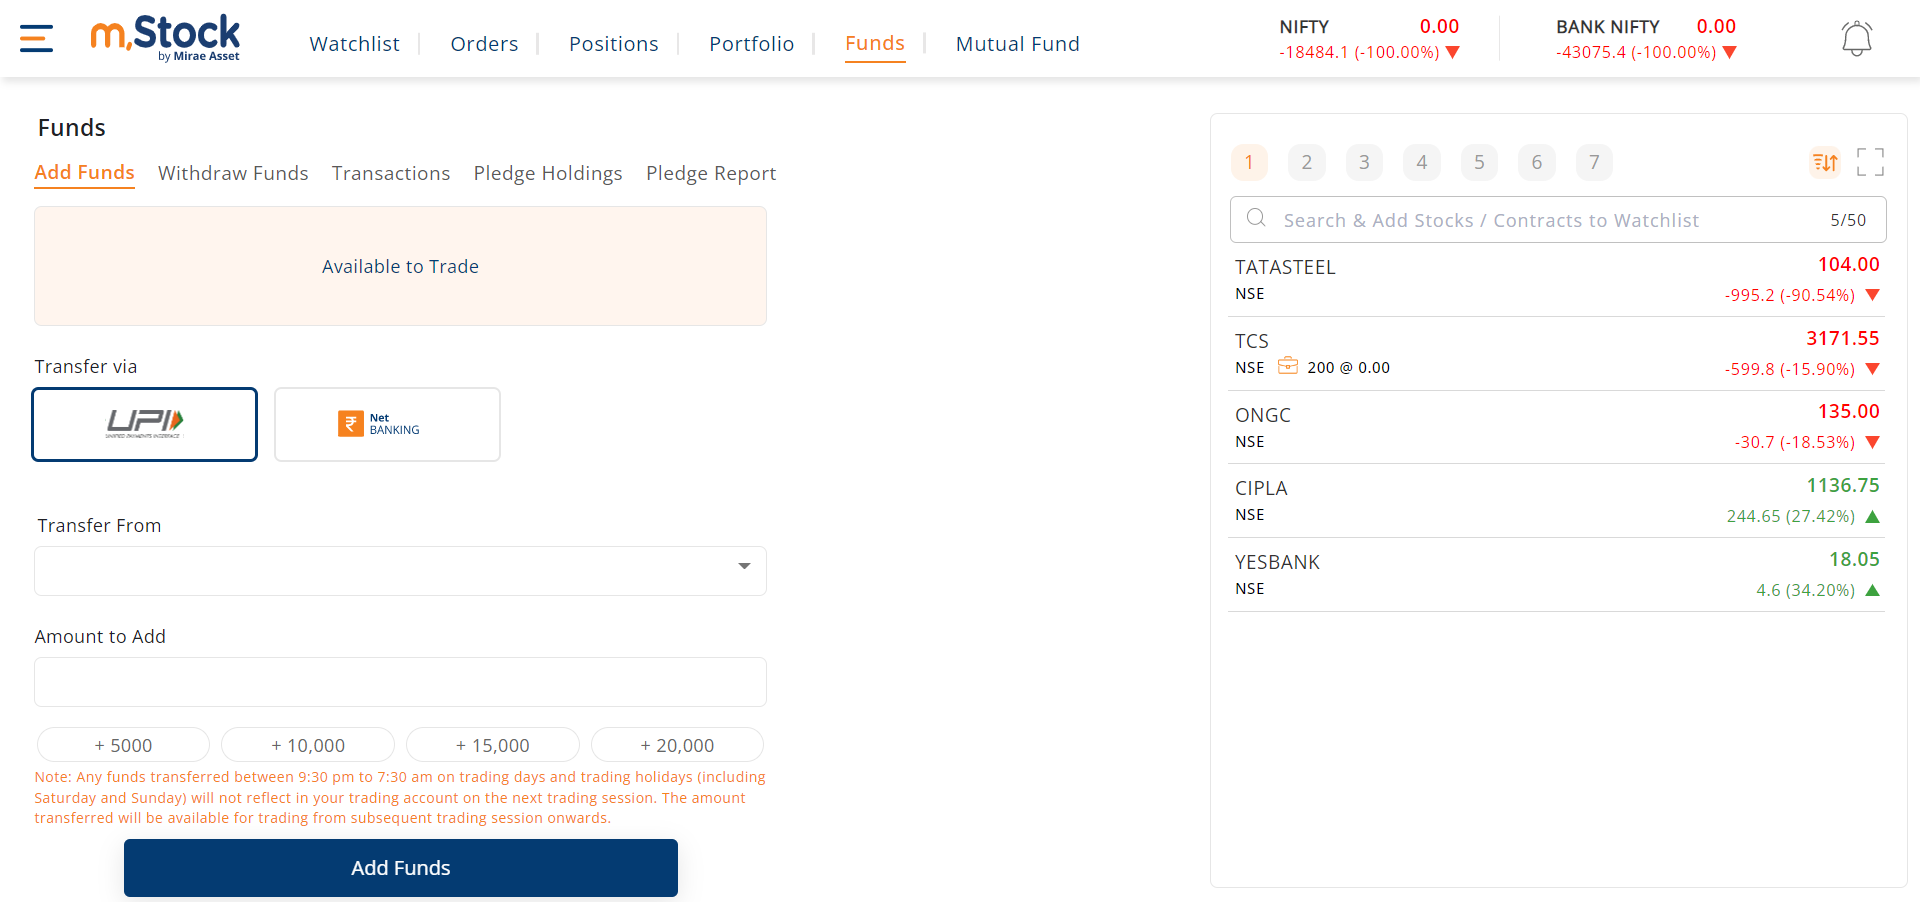 m.Stock
by Mirae Asset
Watchlist
Orders
Positions
Portfolio
Funds
Mutual Fund
NIFTY 0.00
-18484.1 (-100.00%)
BANK NIFTY 0.00
-43075.4 (-100.00%)
Funds
Add Funds
Withdraw Funds
Transactions
Pledge Holdings
Pledge Report
Available to Trade
Transfer via
UPI
UNIFIED PAYMENTS INTERFACE
₹
Net
BANKING
Transfer From
Amount to Add
+ 5000
+ 10,000
+ 15,000
+ 20,000
Note: Any funds transferred between 9:30 pm to 7:30 am on trading days and trading holidays (including
Saturday and Sunday) will not reflect in your trading account on the next trading session. The amount
transferred will be available for trading from subsequent trading session onwards.
Add Funds
1 2 3 4 5 6 7
Search & Add Stocks / Contracts to Watchlist 5/50
TATASTEEL 104.00
NSE -995.2 (-90.54%)
TCS 3171.55
NSE 200 @ 0.00 -599.8 (-15.90%)
ONGC 135.00
NSE -30.7 (-18.53%)
CIPLA 1136.75
NSE 244.65 (27.42%)
YESBANK 18.05
NSE 4.6 (34.20%)